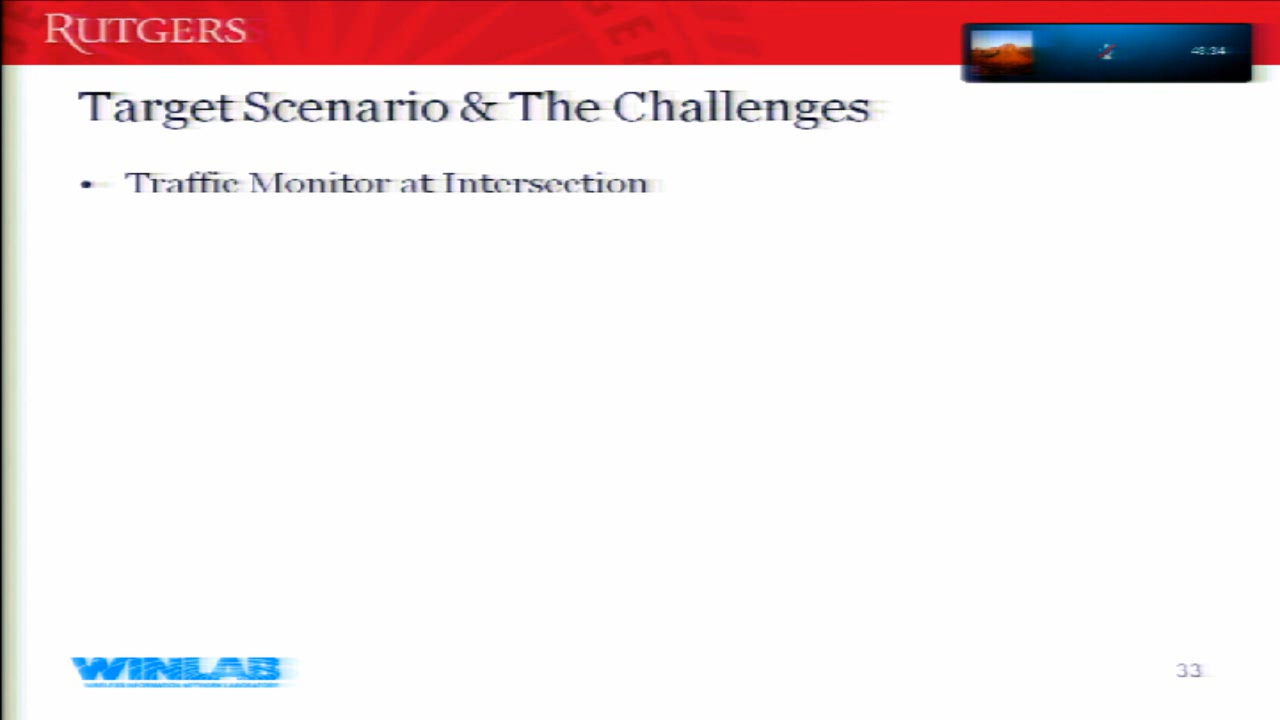 RUTGERS
Target Scenario & The Challenges
• Traffic Monitor at Intersection
WINLAB
33